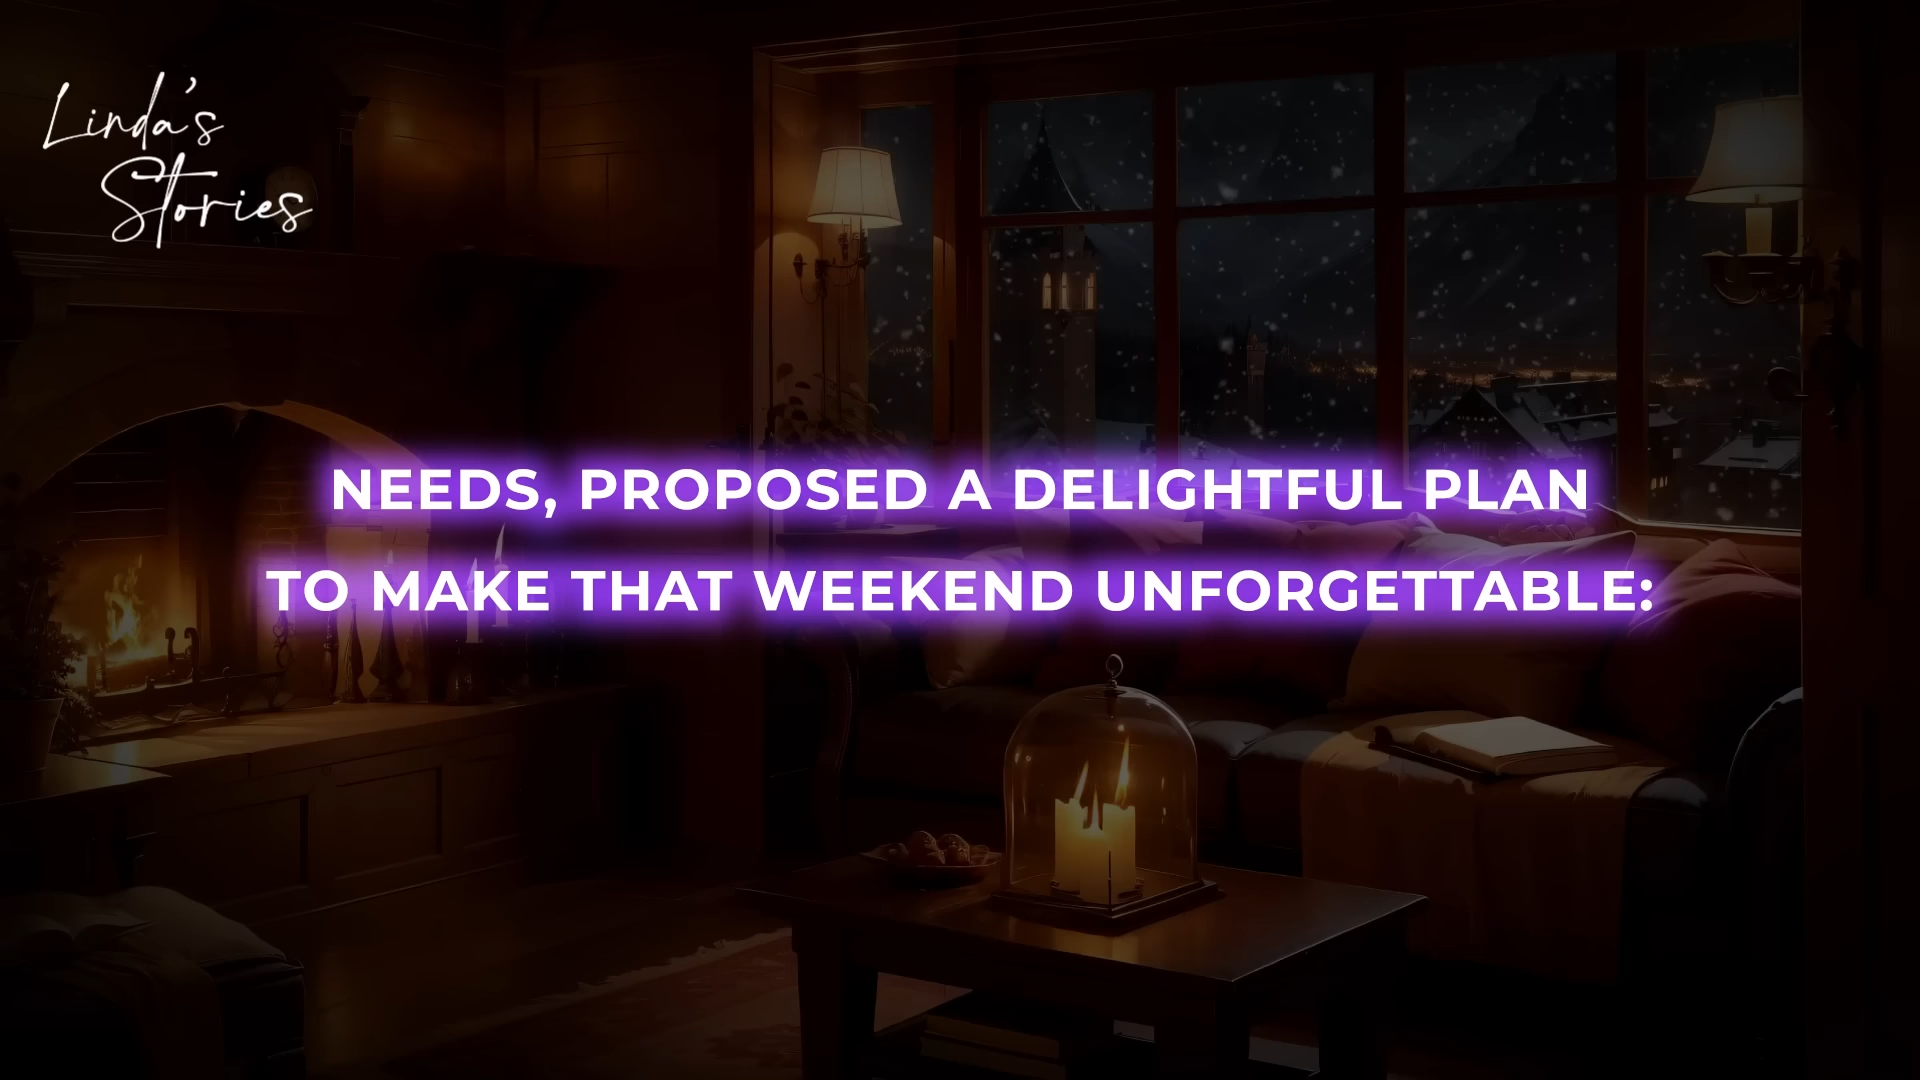 Linda's
Stories
NEEDS, PROPOSED A DELIGHTFUL PLAN
TO MAKE THAT WEEKEND UNFORGETTABLE: